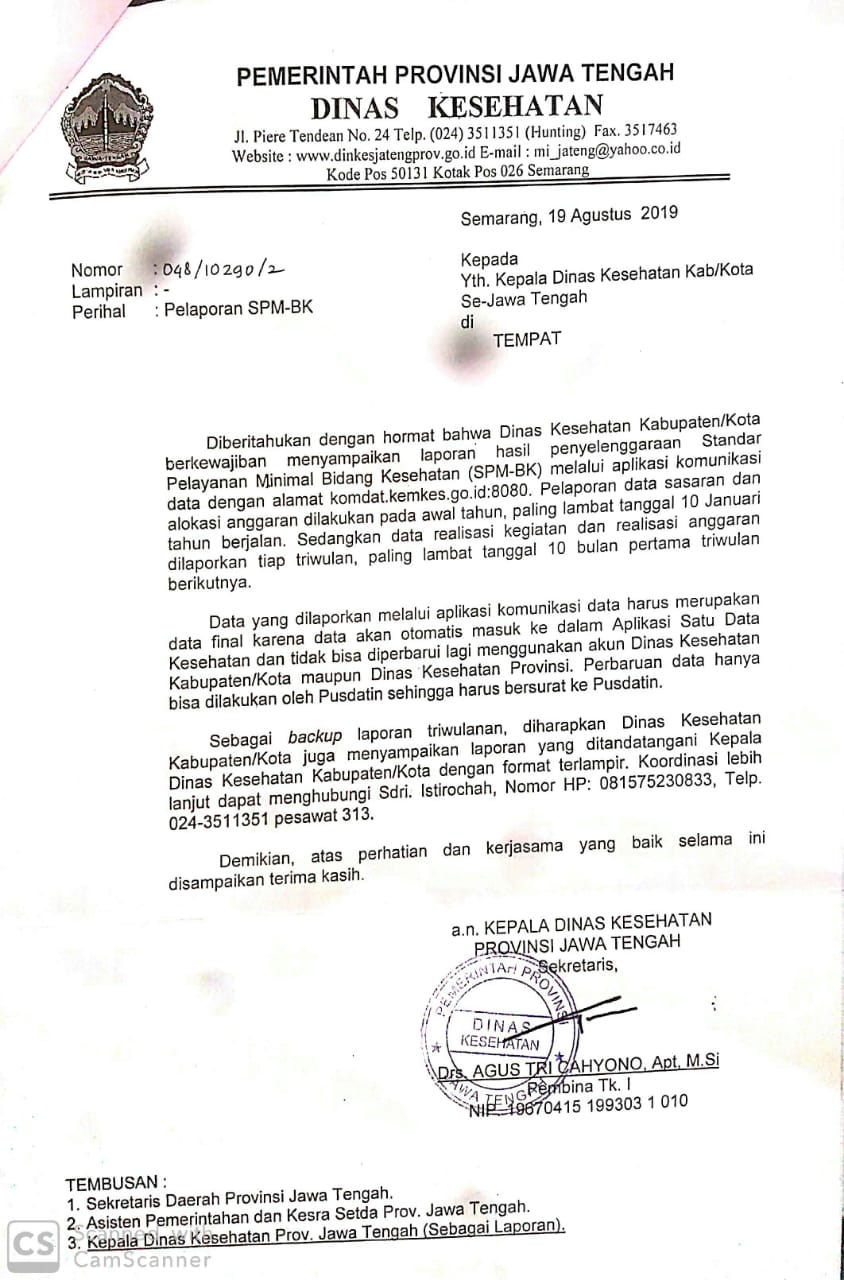 PEMERINTAH PROVINSI JAWA TENGAH
DINAS KESEHATAN
Jl. Piere Tendean No. 24 Telp. (024) 3511351 (Hunting) Fax. 3517463
Website : www.dinkesjatengprov.go.id E-mail : mi_jateng@yahoo.co.id
Kode Pos 50131 Kotak Pos 026 Semarang
JAWA TENGAH
Semarang, 19 Agustus 2019
Nomor : 048/10290/2
Lampiran : -
Perihal : Pelaporan SPM-BK
Kepada
Yth. Kepala Dinas Kesehatan Kab/Kota
Se-Jawa Tengah
di
TEMPAT
Diberitahukan dengan hormat bahwa Dinas Kesehatan Kabupaten/Kota
berkewajiban menyampaikan laporan hasil penyelenggaraan Standar
Pelayanan Minimal Bidang Kesehatan (SPM-BK) melalui aplikasi komunikasi
data dengan alamat komdat.kemkes.go.id:8080. Pelaporan data sasaran dan
alokasi anggaran dilakukan pada awal tahun, paling lambat tanggal 10 Januari
tahun berjalan. Sedangkan data realisasi kegiatan dan realisasi anggaran
dilaporkan tiap triwulan, paling lambat tanggal 10 bulan pertama triwulan
berikutnya.
Data yang dilaporkan melalui aplikasi komunikasi data harus merupakan
data final karena data akan otomatis masuk ke dalam Aplikasi Satu Data
Kesehatan dan tidak bisa diperbarui lagi menggunakan akun Dinas Kesehatan
Kabupaten/Kota maupun Dinas Kesehatan Provinsi. Perbaruan data hanya
bisa dilakukan oleh Pusdatin sehingga harus bersurat ke Pusdatin.
Sebagai backup laporan triwulanan, diharapkan Dinas Kesehatan
Kabupaten/Kota juga menyampaikan laporan yang ditandatangani Kepala
Dinas Kesehatan Kabupaten/Kota dengan format terlampir. Koordinasi lebih
lanjut dapat menghubungi Sdri. Istirochah, Nomor HP: 081575230833, Telp.
024-3511351 pesawat 313.
Demikian, atas perhatian dan kerjasama yang baik selama ini
disampaikan terima kasih.
a.n. KEPALA DINAS KESEHATAN
PROVINSI JAWA TENGAH
Sekretaris,
PEMERINTAH PROVINSI
DINAS
KESEHATAN
JAWA TENGAH
Drs. AGUS TRI CAHYONO, Apt, M.Si
Pembina Tk. I
NIP. 19670415 199303 1 010
TEMBUSAN :
1. Sekretaris Daerah Provinsi Jawa Tengah.
2. Asisten Pemerintahan dan Kesra Setda Prov. Jawa Tengah.
3. Kepala Dinas Kesehatan Prov. Jawa Tengah (Sebagai Laporan).
CS Scanned with
CamScanner